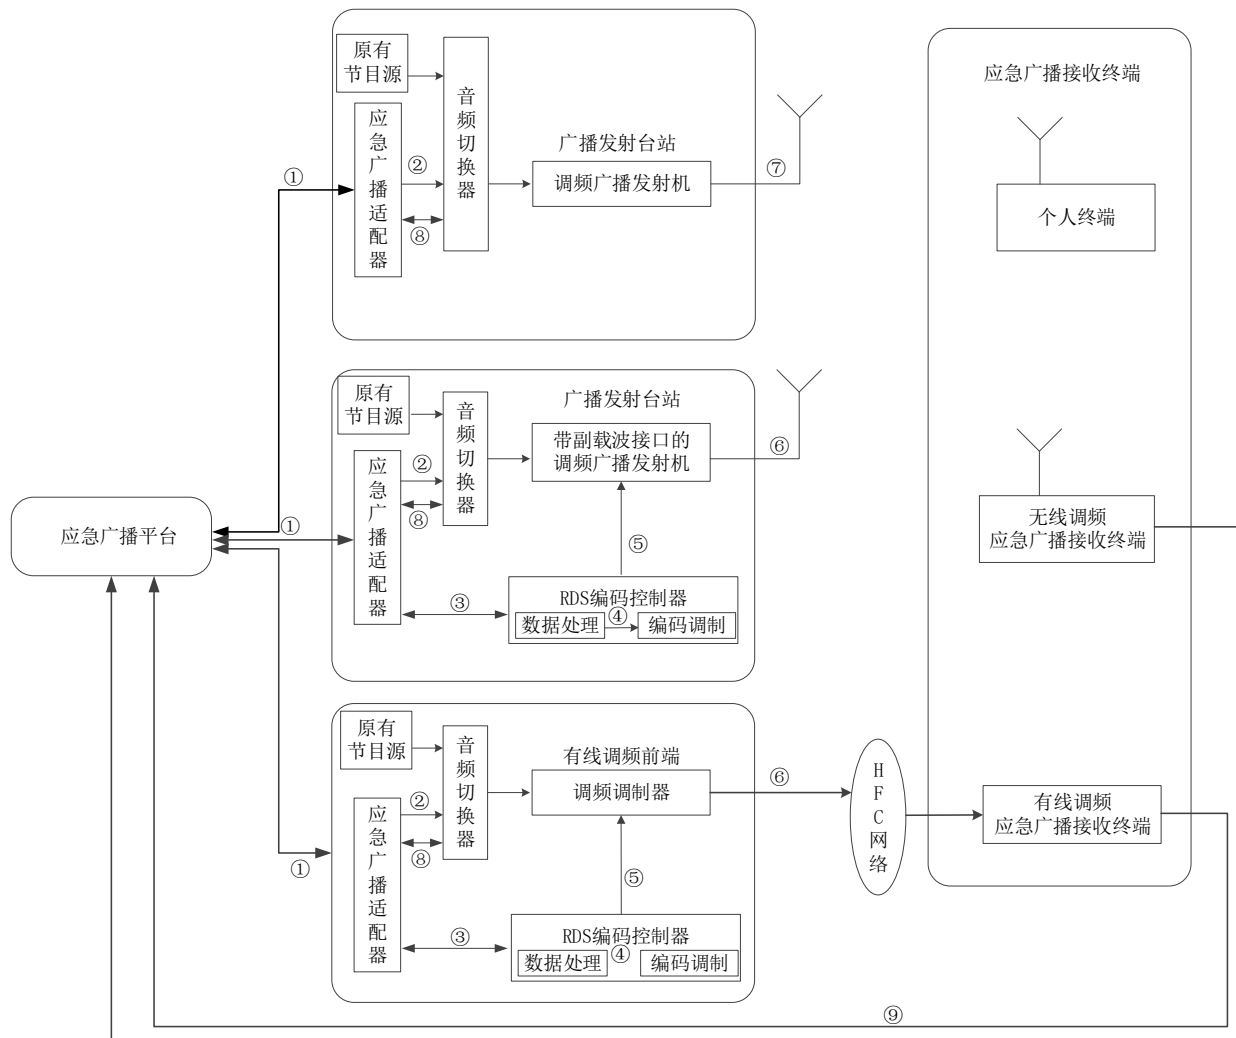 原有
节目源
音频切换器
应急广播适配器
①
②
⑧
广播发射台站
调频广播发射机
⑦
应急广播接收终端
个人终端
原有
节目源
音频切换器
应急广播适配器
②
⑧
广播发射台站
带副载波接口的
调频广播发射机
⑥
⑤
③
RDS编码控制器
数据处理
④
编码调制
应急广播平台
①
无线调频
应急广播接收终端
原有
节目源
音频切换器
应急广播适配器
①
②
⑧
有线调频前端
调频调制器
⑥
⑤
③
RDS编码控制器
数据处理
④
编码调制
HFC网络
有线调频
应急广播接收终端
⑨